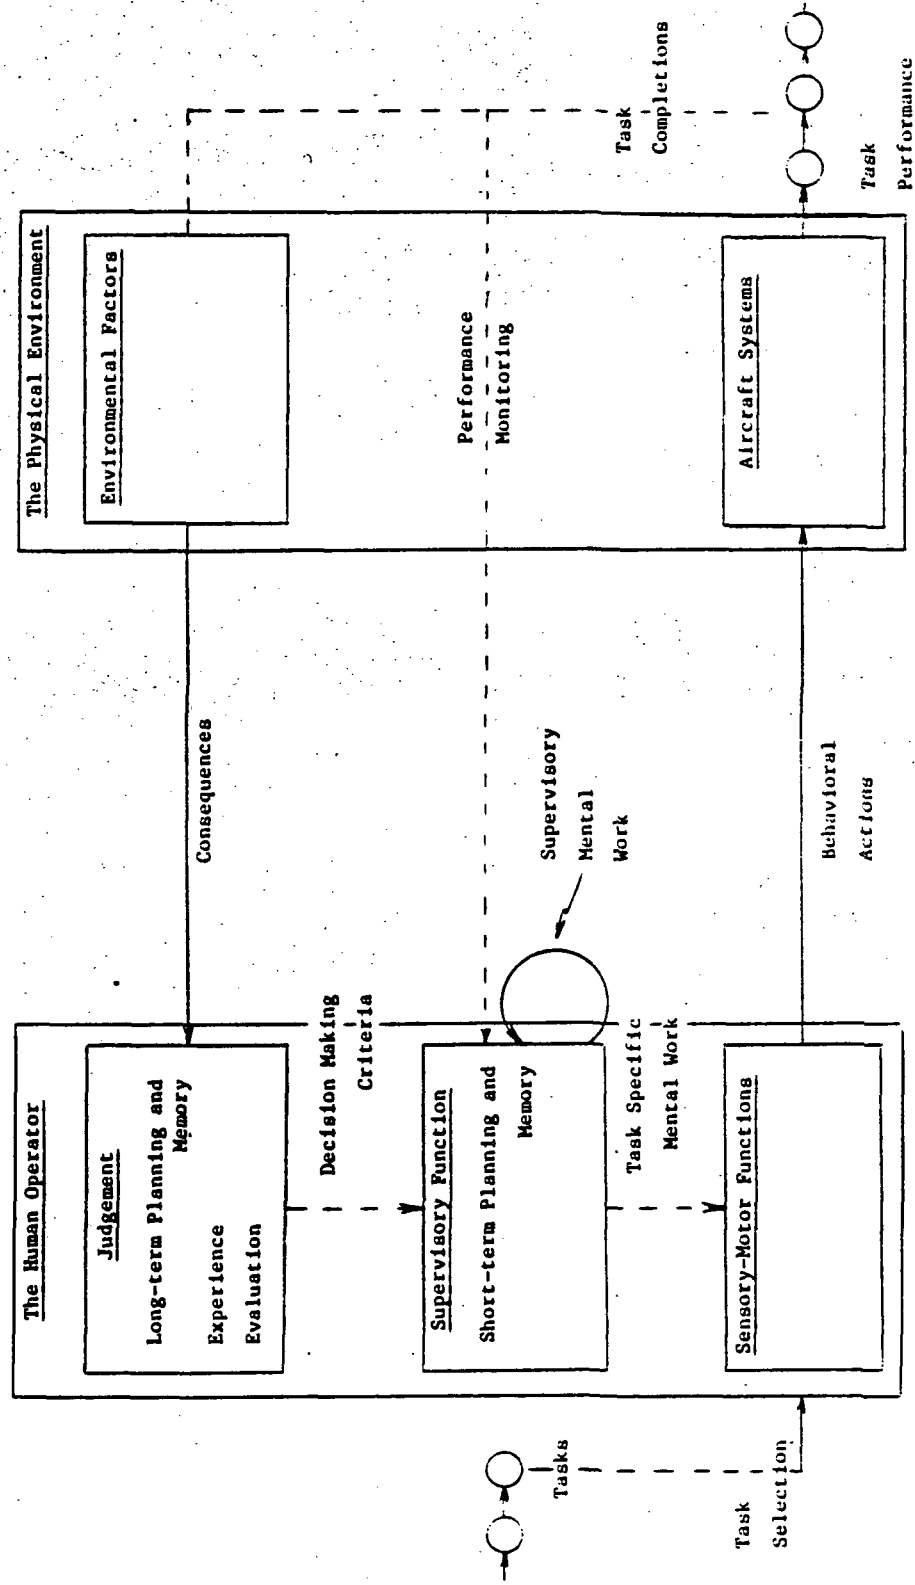 The Human Operator
Judgement
Long-term Planning and
Memory
Experience
Evaluation
Decision Making
Criteria
Supervisory Function
Short-term Planning and
Memory
Task Specific
Mental Work
Sensory-Motor Functions
Tasks
Task
Selection
Consequences
Supervisory
Mental
Work
Behavioral
Actions
The Physical Environment
Environmental Factors
Performance
Monitoring
Aircraft Systems
Task
Completions
Task
Performance